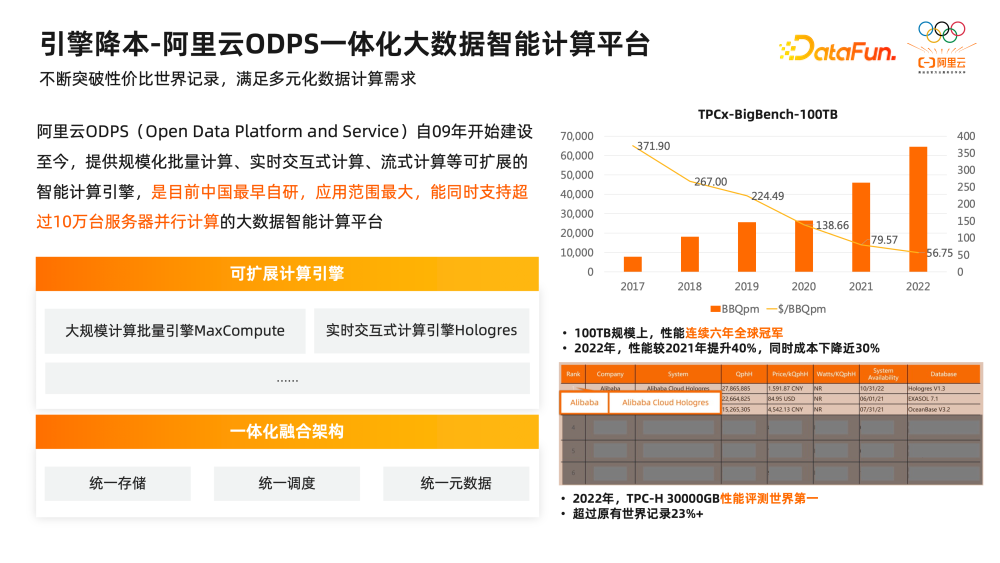 引擎降本-阿里云ODPS一体化大数据智能计算平台
不断突破性价比世界记录，满足多元化数据计算需求
DataFun.
阿里云
阿里云ODPS（Open Data Platform and Service）自09年开始建设
至今，提供规模化批量计算、实时交互式计算、流式计算等可扩展的
智能计算引擎，是目前中国最早自研，应用范围最大，能同时支持超
过10万台服务器并行计算的大数据智能计算平台
可扩展计算引擎
大规模计算批量引擎MaxCompute
实时交互式计算引擎Hologres
......
一体化融合架构
统一存储
统一调度
统一元数据
TPCx-BigBench-100TB
70,000
60,000
50,000
40,000
30,000
20,000
10,000
0
400
350
300
250
200
150
100
50
0
371.90
267.00
224.49
138.66
79.57
56.75
2017 2018 2019 2020 2021 2022
BBQpm $/BBQpm
• 100TB规模上，性能连续六年全球冠军
• 2022年，性能较2021年提升40%，同时成本下降近30%
Rank Company System QphH Price/kQphH Watts/KQphH System Availability Database
Alibaba Alibaba Cloud Hologres 27,865,885 1.591.87 CNY NR 10/31/22 Hologres V1.3
Alibaba Alibaba Cloud Hologres
22,664,825 84.95 USD NR 06/01/21 EXASOL 7.1
15,265,305 4,542.13 CNY NR 07/31/21 OceanBase V3.2
• 2022年，TPC-H 30000GB性能评测世界第一
• 超过原有世界记录23%+